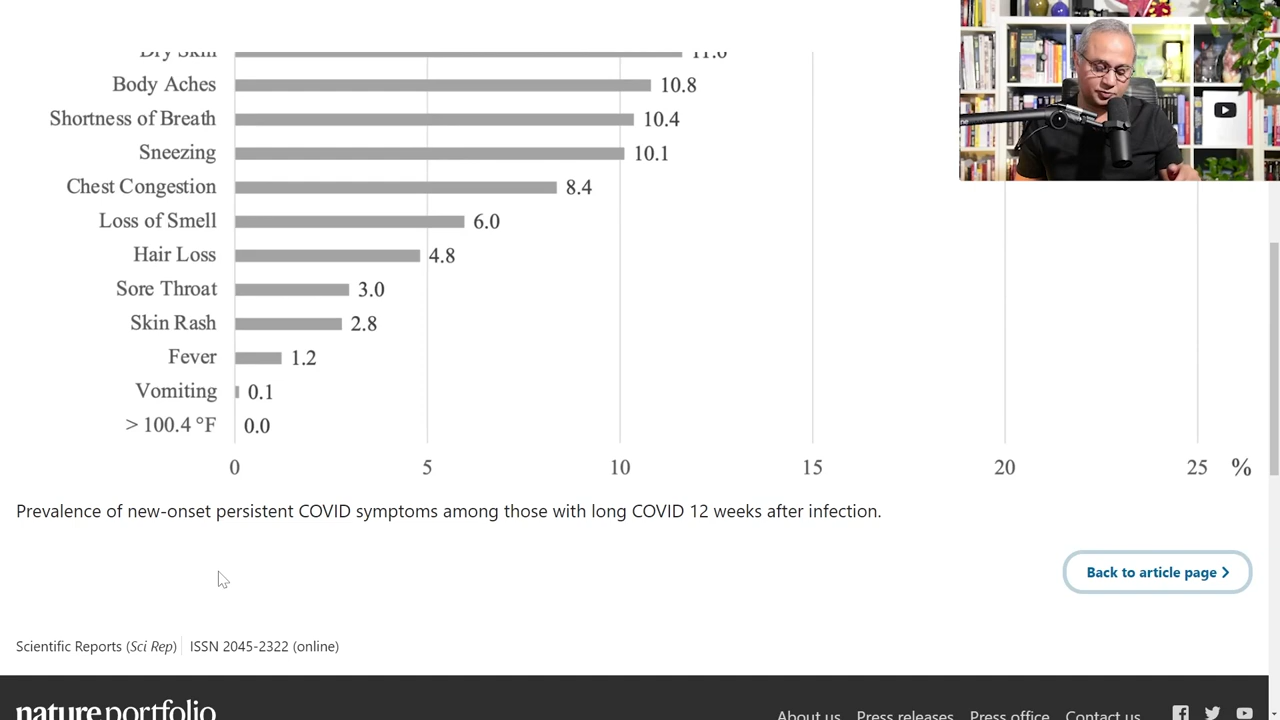 Dry Skin 11.6
Body Aches 10.8
Shortness of Breath 10.4
Sneezing 10.1
Chest Congestion 8.4
Loss of Smell 6.0
Hair Loss 4.8
Sore Throat 3.0
Skin Rash 2.8
Fever 1.2
Vomiting 0.1
> 100.4 °F 0.0
0 5 10 15 20 25 %
Prevalence of new-onset persistent COVID symptoms among those with long COVID 12 weeks after infection.
Back to article page
Scientific Reports (Sci Rep) ISSN 2045-2322 (online)
nature portfolio
About us Press releases Press office Contact us